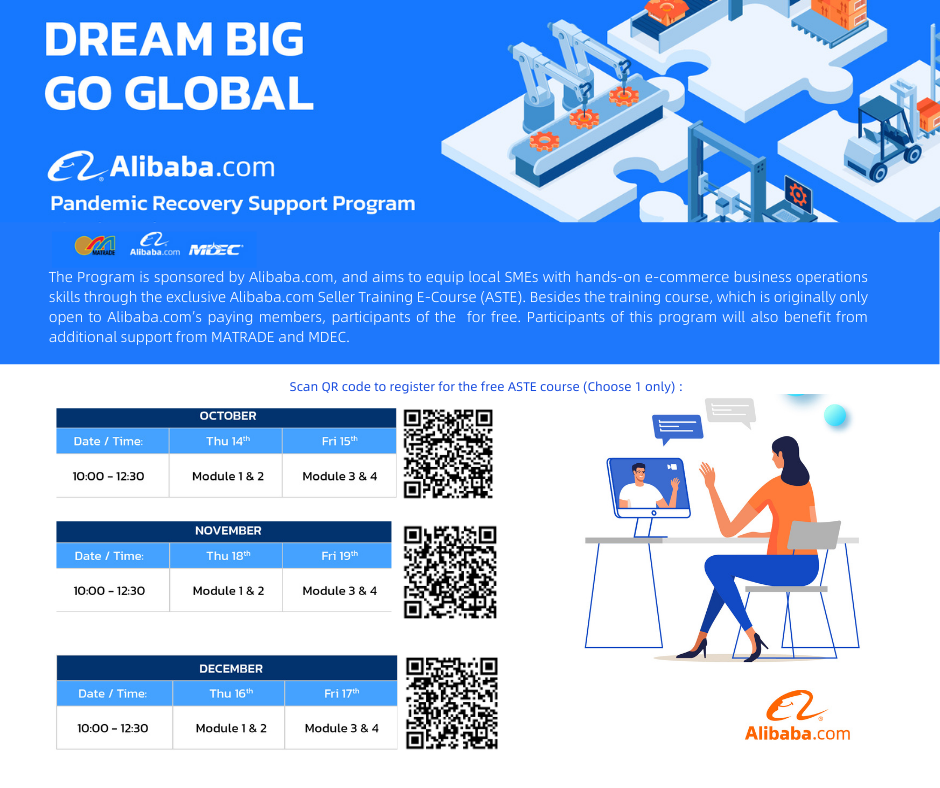 DREAM BIG
GO GLOBAL
Alibaba.com
Pandemic Recovery Support Program
MATRADE Alibaba.com MDEC
The Program is sponsored by Alibaba.com, and aims to equip local SMEs with hands-on e-commerce business operations
skills through the exclusive Alibaba.com Seller Training E-Course (ASTE). Besides the training course, which is originally only
open to Alibaba.com's paying members, participants of the for free. Participants of this program will also benefit from
additional support from MATRADE and MDEC.
Scan QR code to register for the free ASTE course (Choose 1 only) :
OCTOBER
Date / Time: Thu 14th Fri 15th
10:00 - 12:30 Module 1 & 2 Module 3 & 4
NOVEMBER
Date / Time: Thu 18th Fri 19th
10:00 - 12:30 Module 1 & 2 Module 3 & 4
DECEMBER
Date / Time: Thu 16th Fri 17th
10:00 - 12:30 Module 1 & 2 Module 3 & 4
Alibaba.com